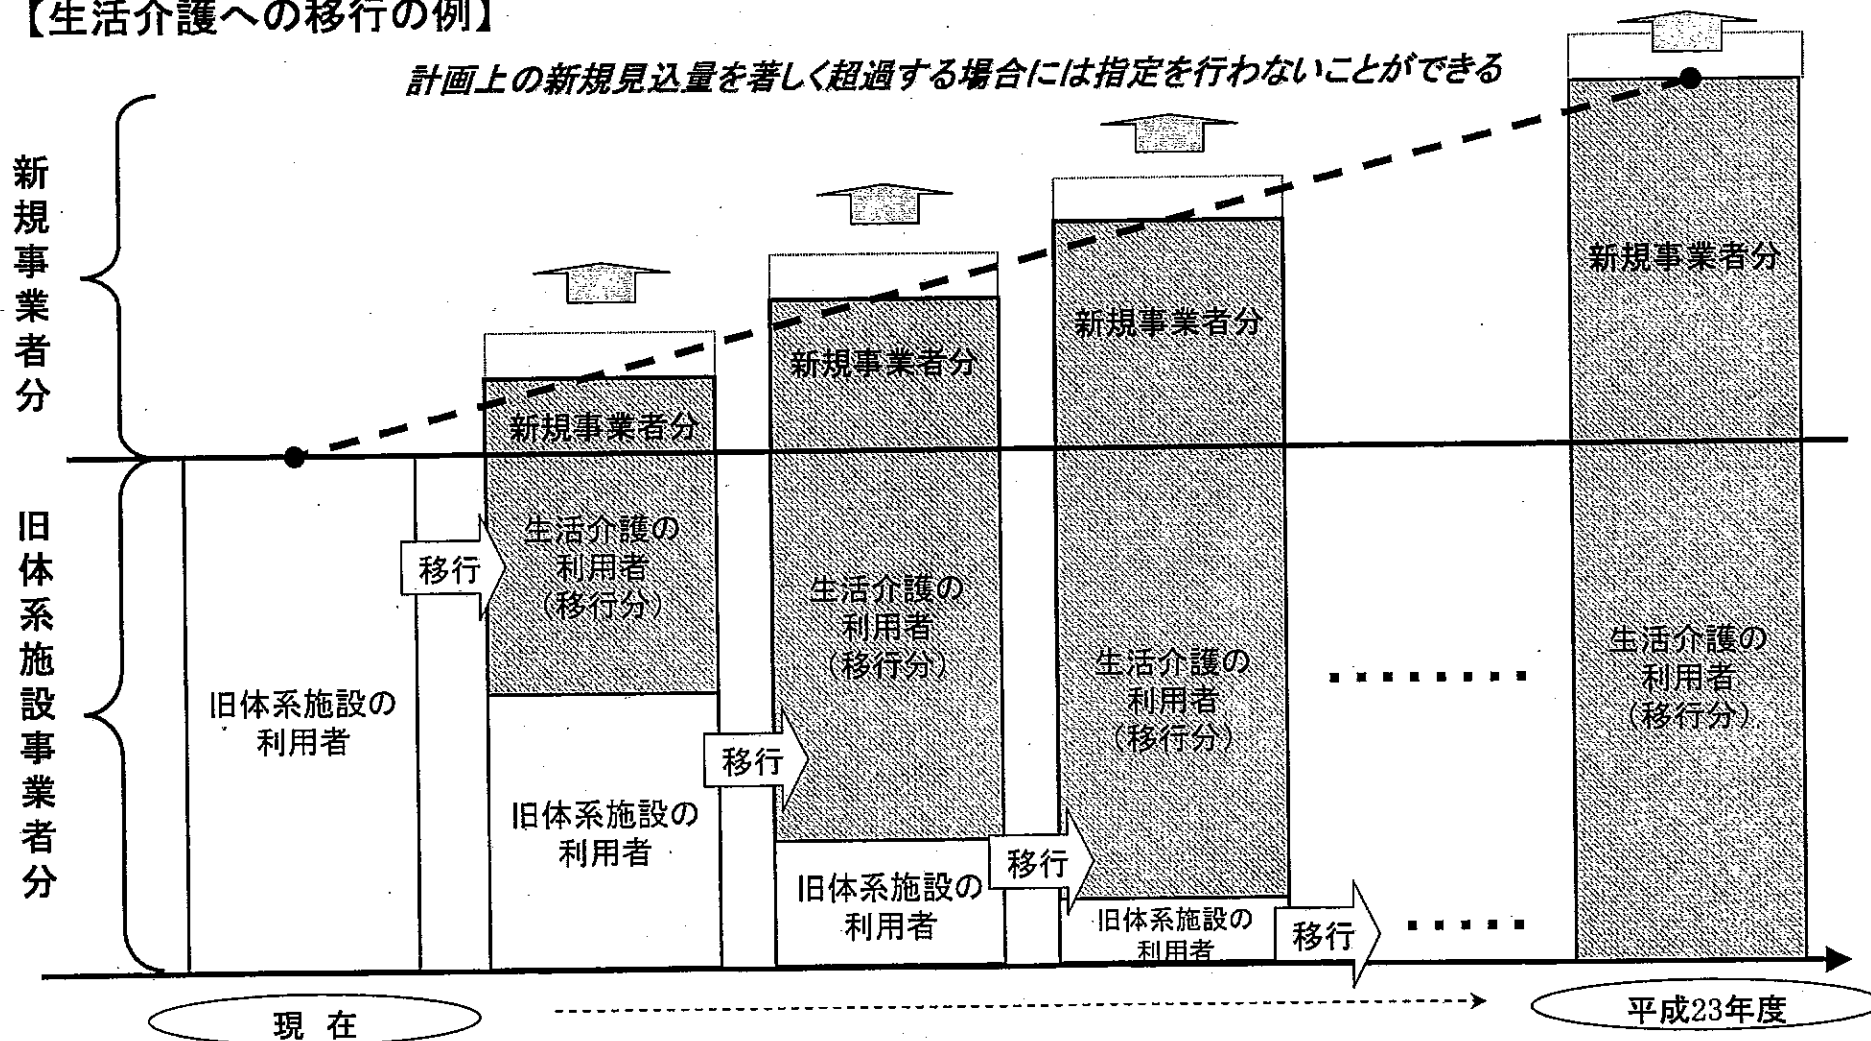 【生活介護への移行の例】
計画上の新規見込量を著しく超過する場合には指定を行わないことができる
新規事業者分
旧体系施設事業者分
旧体系施設の
利用者
移行
新規事業者分
生活介護の
利用者
（移行分）
旧体系施設の
利用者
移行
新規事業者分
生活介護の
利用者
（移行分）
旧体系施設の
利用者
移行
新規事業者分
生活介護の
利用者
（移行分）
旧体系施設の
利用者
移行
新規事業者分
生活介護の
利用者
（移行分）
現 在
平成23年度